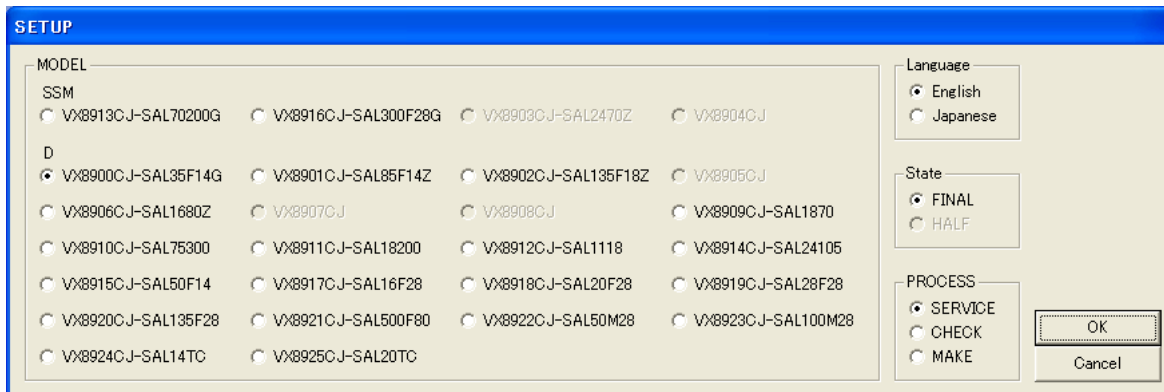 SETUP
MODEL
SSM
VX8913CJ-SAL70200G VX8916CJ-SAL300F28G VX8903CJ-SAL2470Z VX8904CJ
D
VX8900CJ-SAL35F14G VX8901CJ-SAL85F14Z VX8902CJ-SAL135F18Z VX8905CJ
VX8906CJ-SAL1680Z VX8907CJ VX8908CJ VX8909CJ-SAL1870
VX8910CJ-SAL75300 VX8911CJ-SAL18200 VX8912CJ-SAL1118 VX8914CJ-SAL24105
VX8915CJ-SAL50F14 VX8917CJ-SAL16F28 VX8918CJ-SAL20F28 VX8919CJ-SAL28F28
VX8920CJ-SAL135F28 VX8921CJ-SAL500F80 VX8922CJ-SAL50M28 VX8923CJ-SAL100M28
VX8924CJ-SAL14TC VX8925CJ-SAL20TC
Language
English
Japanese
State
FINAL
HALF
PROCESS
SERVICE
CHECK
MAKE
OK
Cancel